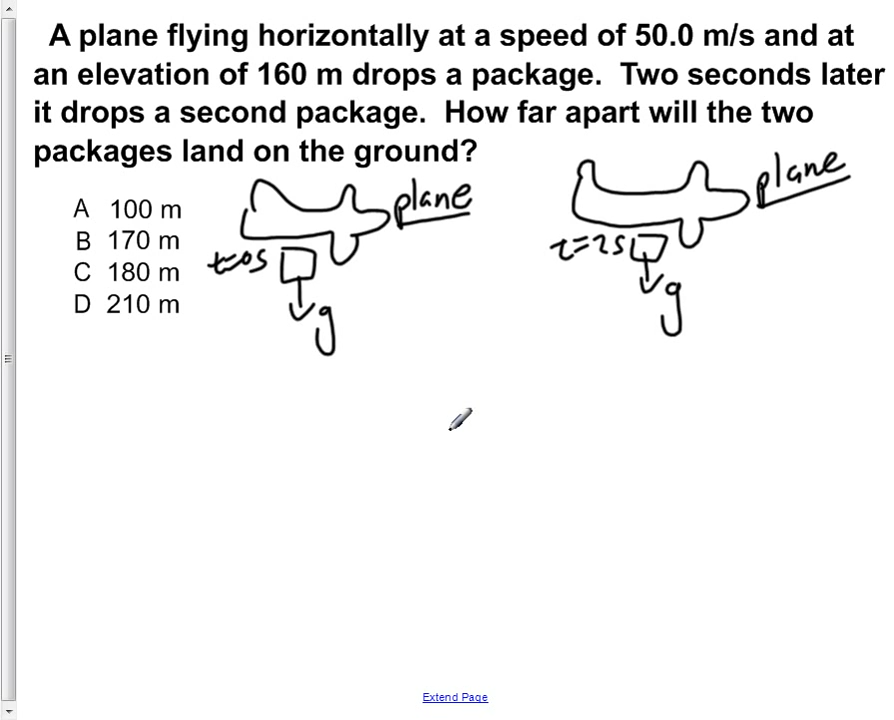 A plane flying horizontally at a speed of 50.0 m/s and at
an elevation of 160 m drops a package. Two seconds later
it drops a second package. How far apart will the two
packages land on the ground?
A 100 m
B 170 m
C 180 m
D 210 m
plane
t=0s
g
plane
t=2s
g
Extend Page